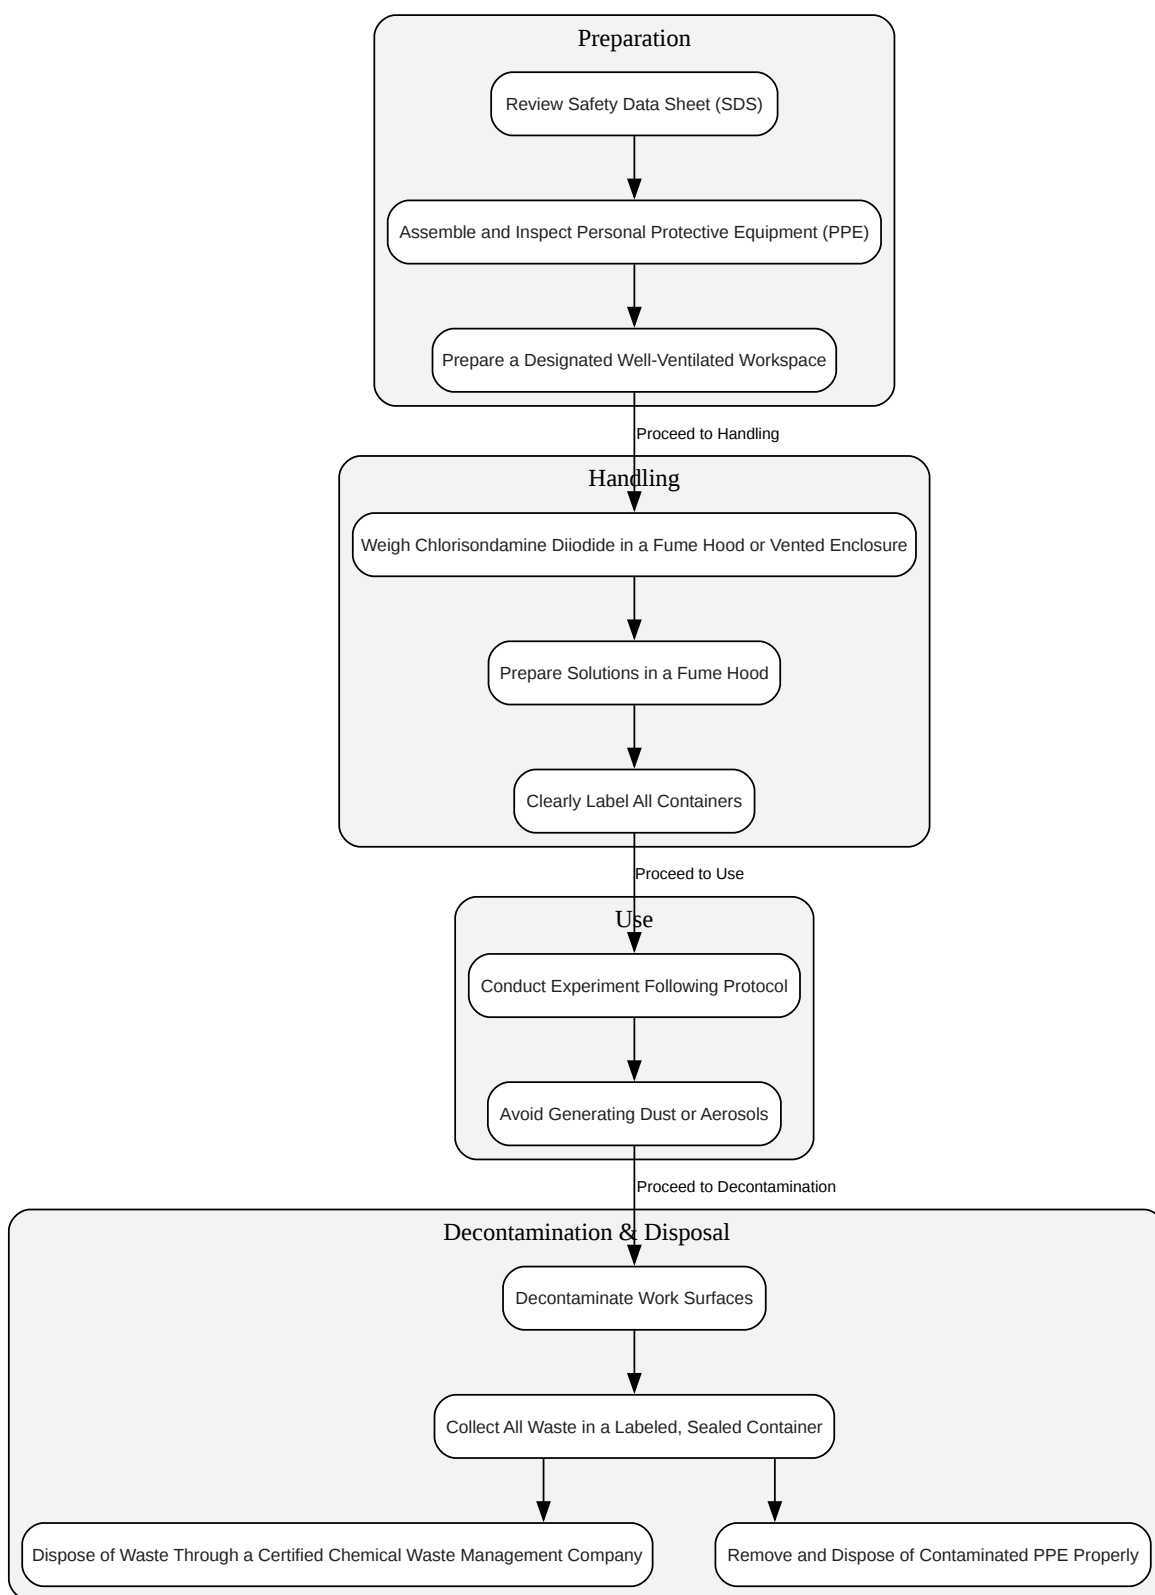 Preparation
Review Safety Data Sheet (SDS)
Assemble and Inspect Personal Protective Equipment (PPE)
Prepare a Designated Well-Ventilated Workspace
Proceed to Handling
Handling
Weigh Chlorisondamine Diiodide in a Fume Hood or Vented Enclosure
Prepare Solutions in a Fume Hood
Clearly Label All Containers
Proceed to Use
Use
Conduct Experiment Following Protocol
Avoid Generating Dust or Aerosols
Proceed to Decontamination
Decontamination & Disposal
Decontaminate Work Surfaces
Collect All Waste in a Labeled, Sealed Container
Dispose of Waste Through a Certified Chemical Waste Management Company
Remove and Dispose of Contaminated PPE Properly